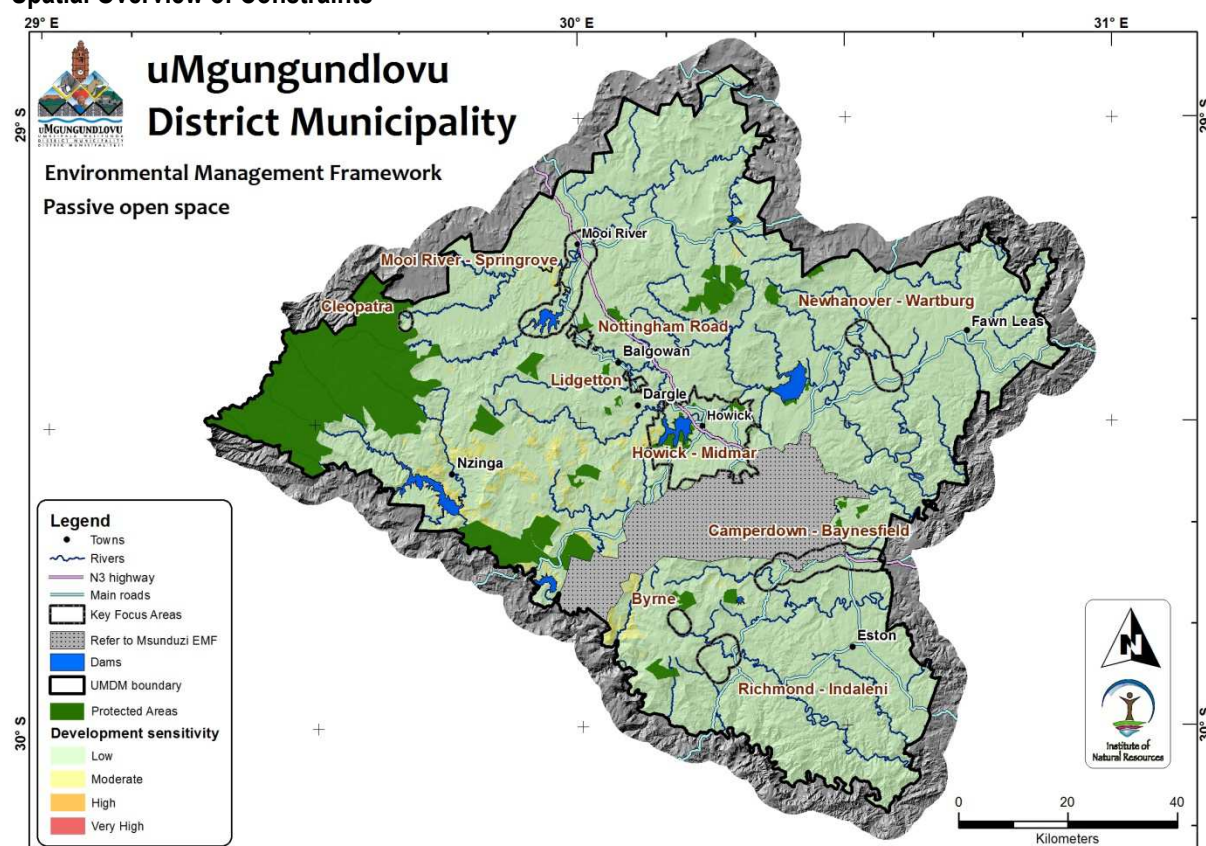 Spatial Overview of Constraints
29° E
30° E
31° E
uMgungundlovu
District Municipality
uMGUNGUNDLOVU
DISTRICT MUNICIPALITY
Environmental Management Framework
Passive open space
29° S
29° S
Mooi River
Mooi River - Springrove
Cleopatra
Newhanover - Wartburg
Nottingham Road
Fawn Leas
Balgowan
Lidgetton
Dargle
Howick
Howick - Midmar
Nzinga
Camperdown - Baynesfield
Byrne
Eston
Richmond - Indaleni
Legend
Towns
Rivers
N3 highway
Main roads
Key Focus Areas
Refer to Msunduzi EMF
Dams
UMDM boundary
Protected Areas
Development sensitivity
Low
Moderate
High
Very High
30° S
30° S
N
Institute of
Natural Resources
0 20 40
Kilometers